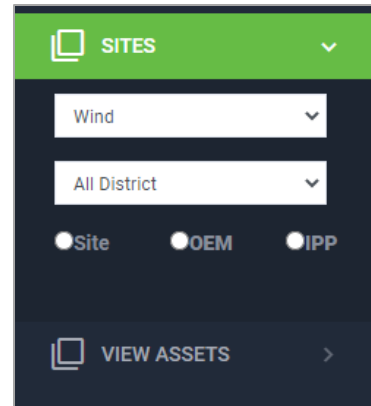 SITES
Wind
All District
Site OEM IPP
VIEW ASSETS